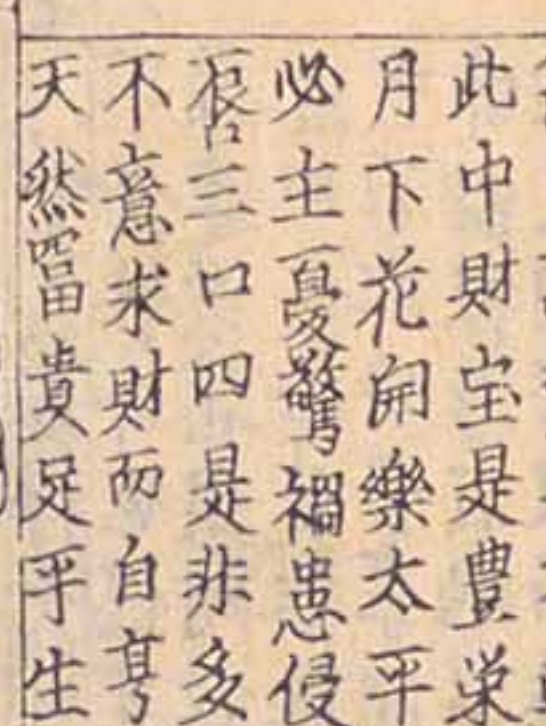 此中財宝是豊栄
月下花開樂太平
必主憂驚禍患侵
三口四是非多
不意求財而自亨
天然冨貴足平生